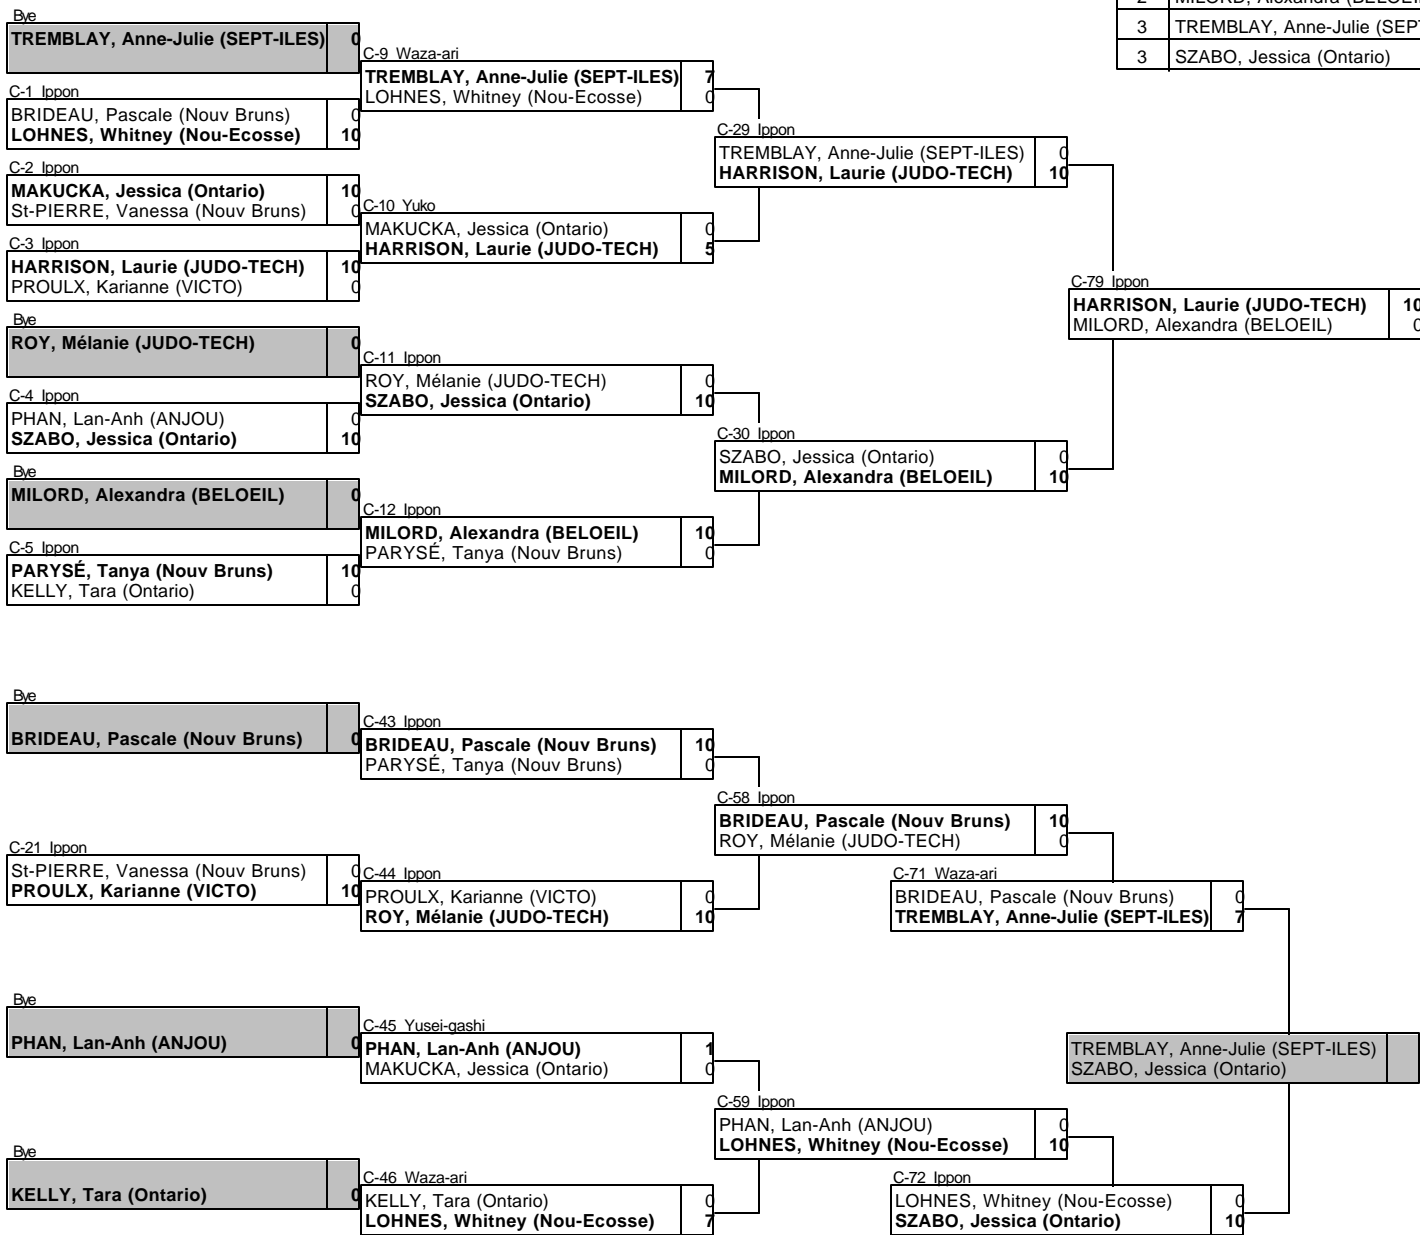 2 MILORD, Alexandra
3 TREMBLAY, Anne-Julie
3 SZABO, Jessica (Ontario)
Bye
TREMBLAY, Anne-Julie (SEPT-ILES) 0
C-1 Ippon
BRIDEAU, Pascale (Nouv Bruns) 0
LOHNES, Whitney (Nou-Ecosse) 10
C-2 Ippon
MAKUCKA, Jessica (Ontario) 10
St-PIERRE, Vanessa (Nouv Bruns) 0
C-3 Ippon
HARRISON, Laurie (JUDO-TECH) 10
PROULX, Karianne (VICTO) 0
Bye
ROY, Mélanie (JUDO-TECH) 0
C-4 Ippon
PHAN, Lan-Anh (ANJOU) 0
SZABO, Jessica (Ontario) 10
Bye
MILORD, Alexandra (BELOEIL) 0
C-5 Ippon
PARYSÉ, Tanya (Nouv Bruns) 10
KELLY, Tara (Ontario) 0
C-9 Waza-ari
TREMBLAY, Anne-Julie (SEPT-ILES) 7
LOHNES, Whitney (Nou-Ecosse) 0
C-10 Yuko
MAKUCKA, Jessica (Ontario) 0
HARRISON, Laurie (JUDO-TECH) 5
C-11 Ippon
ROY, Mélanie (JUDO-TECH) 0
SZABO, Jessica (Ontario) 10
C-12 Ippon
MILORD, Alexandra (BELOEIL) 10
PARYSÉ, Tanya (Nouv Bruns) 0
C-29 Ippon
TREMBLAY, Anne-Julie (SEPT-ILES) 0
HARRISON, Laurie (JUDO-TECH) 10
C-30 Ippon
SZABO, Jessica (Ontario) 0
MILORD, Alexandra (BELOEIL) 10
C-79 Ippon
HARRISON, Laurie (JUDO-TECH) 10
MILORD, Alexandra (BELOEIL) 0
Bye
BRIDEAU, Pascale (Nouv Bruns) 0
C-21 Ippon
St-PIERRE, Vanessa (Nouv Bruns) 0
PROULX, Karianne (VICTO) 10
Bye
PHAN, Lan-Anh (ANJOU) 0
Bye
KELLY, Tara (Ontario) 0
C-43 Ippon
BRIDEAU, Pascale (Nouv Bruns) 10
PARYSÉ, Tanya (Nouv Bruns) 0
C-44 Ippon
PROULX, Karianne (VICTO) 0
ROY, Mélanie (JUDO-TECH) 10
C-45 Yusei-gashi
PHAN, Lan-Anh (ANJOU) 1
MAKUCKA, Jessica (Ontario) 0
C-46 Waza-ari
KELLY, Tara (Ontario) 0
LOHNES, Whitney (Nou-Ecosse) 7
C-58 Ippon
BRIDEAU, Pascale (Nouv Bruns) 10
ROY, Mélanie (JUDO-TECH) 0
C-59 Ippon
PHAN, Lan-Anh (ANJOU) 0
LOHNES, Whitney (Nou-Ecosse) 10
C-71 Waza-ari
BRIDEAU, Pascale (Nouv Bruns) 0
TREMBLAY, Anne-Julie (SEPT-ILES) 7
C-72 Ippon
LOHNES, Whitney (Nou-Ecosse) 0
SZABO, Jessica (Ontario) 10
TREMBLAY, Anne-Julie (SEPT-ILES)
SZABO, Jessica (Ontario)